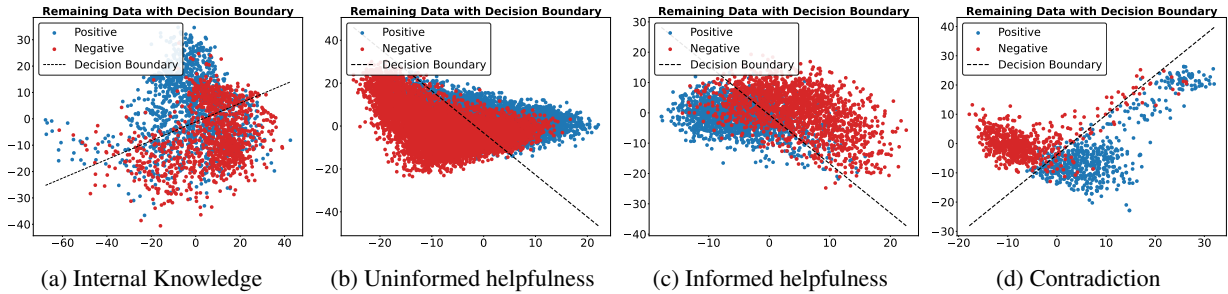 Remaining Data with Decision Boundary
Positive
Negative
Decision Boundary
30
20
10
0
−10
−20
−30
−40
−60 −40 −20 0 20 40
(a) Internal Knowledge
Remaining Data with Decision Boundary
Positive
Negative
Decision Boundary
40
20
0
−20
−40
−20 −10 0 10 20
(b) Uninformed helpfulness
Remaining Data with Decision Boundary
Positive
Negative
Decision Boundary
30
20
10
0
−10
−20
−30
−10 0 10 20
(c) Informed helpfulness
Remaining Data with Decision Boundary
Positive
Negative
Decision Boundary
40
30
20
10
0
−10
−20
−30
−20 −10 0 10 20 30
(d) Contradiction